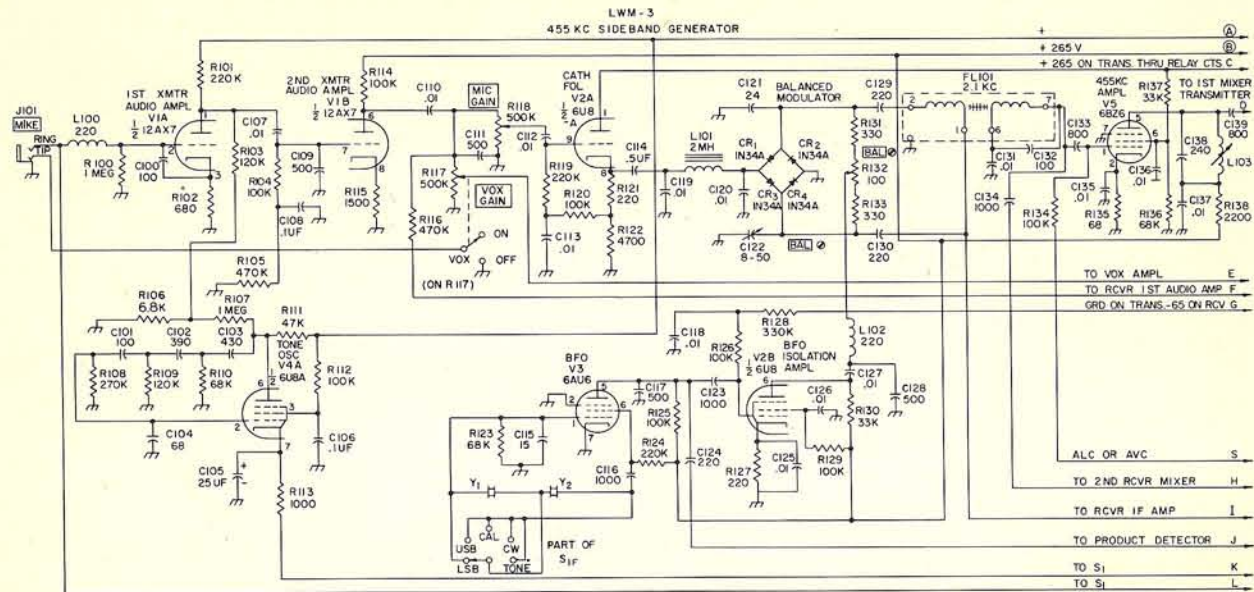 LWM-3
455 KC SIDEBAND GENERATOR
+ A
+ 265 V B
+ 265 ON TRANS. THRU RELAY CTS. C
R101
220K
R114
100K
2ND XMTR
AUDIO AMPL
V1B
1/2 12AX7
1ST XMTR
AUDIO AMPL
V1A
1/2 12AX7
J101
MIKE
RING
TIP
L100
220
R100
1 MEG
C100
100
R102
680
R103
120K
C107
.01
R104
100K
C109
500
C108
.1UF
R115
1500
C110
.01
MIC
GAIN
R118
500K
C111
500
C112
.01
R117
500K
VOX
GAIN
R116
470K
ON
VOX
OFF
(ON R117)
CATH
FOL
V2A
1/2 6U8
-A
R119
220K
R120
100K
C113
.01
R121
220
R122
4700
C114
.5UF
L101
2 MH
C119
.01
C120
.01
C121
24
BALANCED
MODULATOR
CR1
IN34A
CR2
IN34A
CR3
IN34A
CR4
IN34A
C122
8-50
BAL
C129
220
R131
330
BAL
R132
100
R133
330
C130
220
FL101
2.1 KC
2
7
1
6
C131
.01
C132
100
C133
800
C134
1000
R134
100K
455KC
AMPL
V5
6BZ6
R137
33K
TO 1ST MIXER
TRANSMITTER
D
C139
800
C138
240
L103
C136
.01
C135
.01
R135
68
R136
68K
C137
.01
R138
2200
R105
470K
R106
6.8K
R107
1 MEG
R111
47K
C101
100
C102
390
C103
430
TONE
OSC
V4A
1/2 6U8A
R108
270K
R109
120K
R110
68K
R112
100K
C104
68
C105
25UF
C106
.1UF
R113
1000
BFO
V3
6AU6
R123
68K
C115
15
C116
1000
C117
500
R125
100K
R124
220K
C124
220
C118
.01
R126
100K
C123
1000
R128
330K
V2B
1/2 6U8
BFO
ISOLATION
AMPL
C126
.01
R127
220
C125
.01
R129
100K
R130
33K
L102
220
C127
.01
C128
500
Y1
Y2
USB
CAL
CW
LSB
TONE
PART OF
S1F
TO VOX AMPL E
TO RCVR 1ST AUDIO AMP F
GRD ON TRANS.-65 ON RCV G
ALC OR AVC S
TO 2ND RCVR MIXER H
TO RCVR IF AMP I
TO PRODUCT DETECTOR J
TO S1 K
TO S1 L